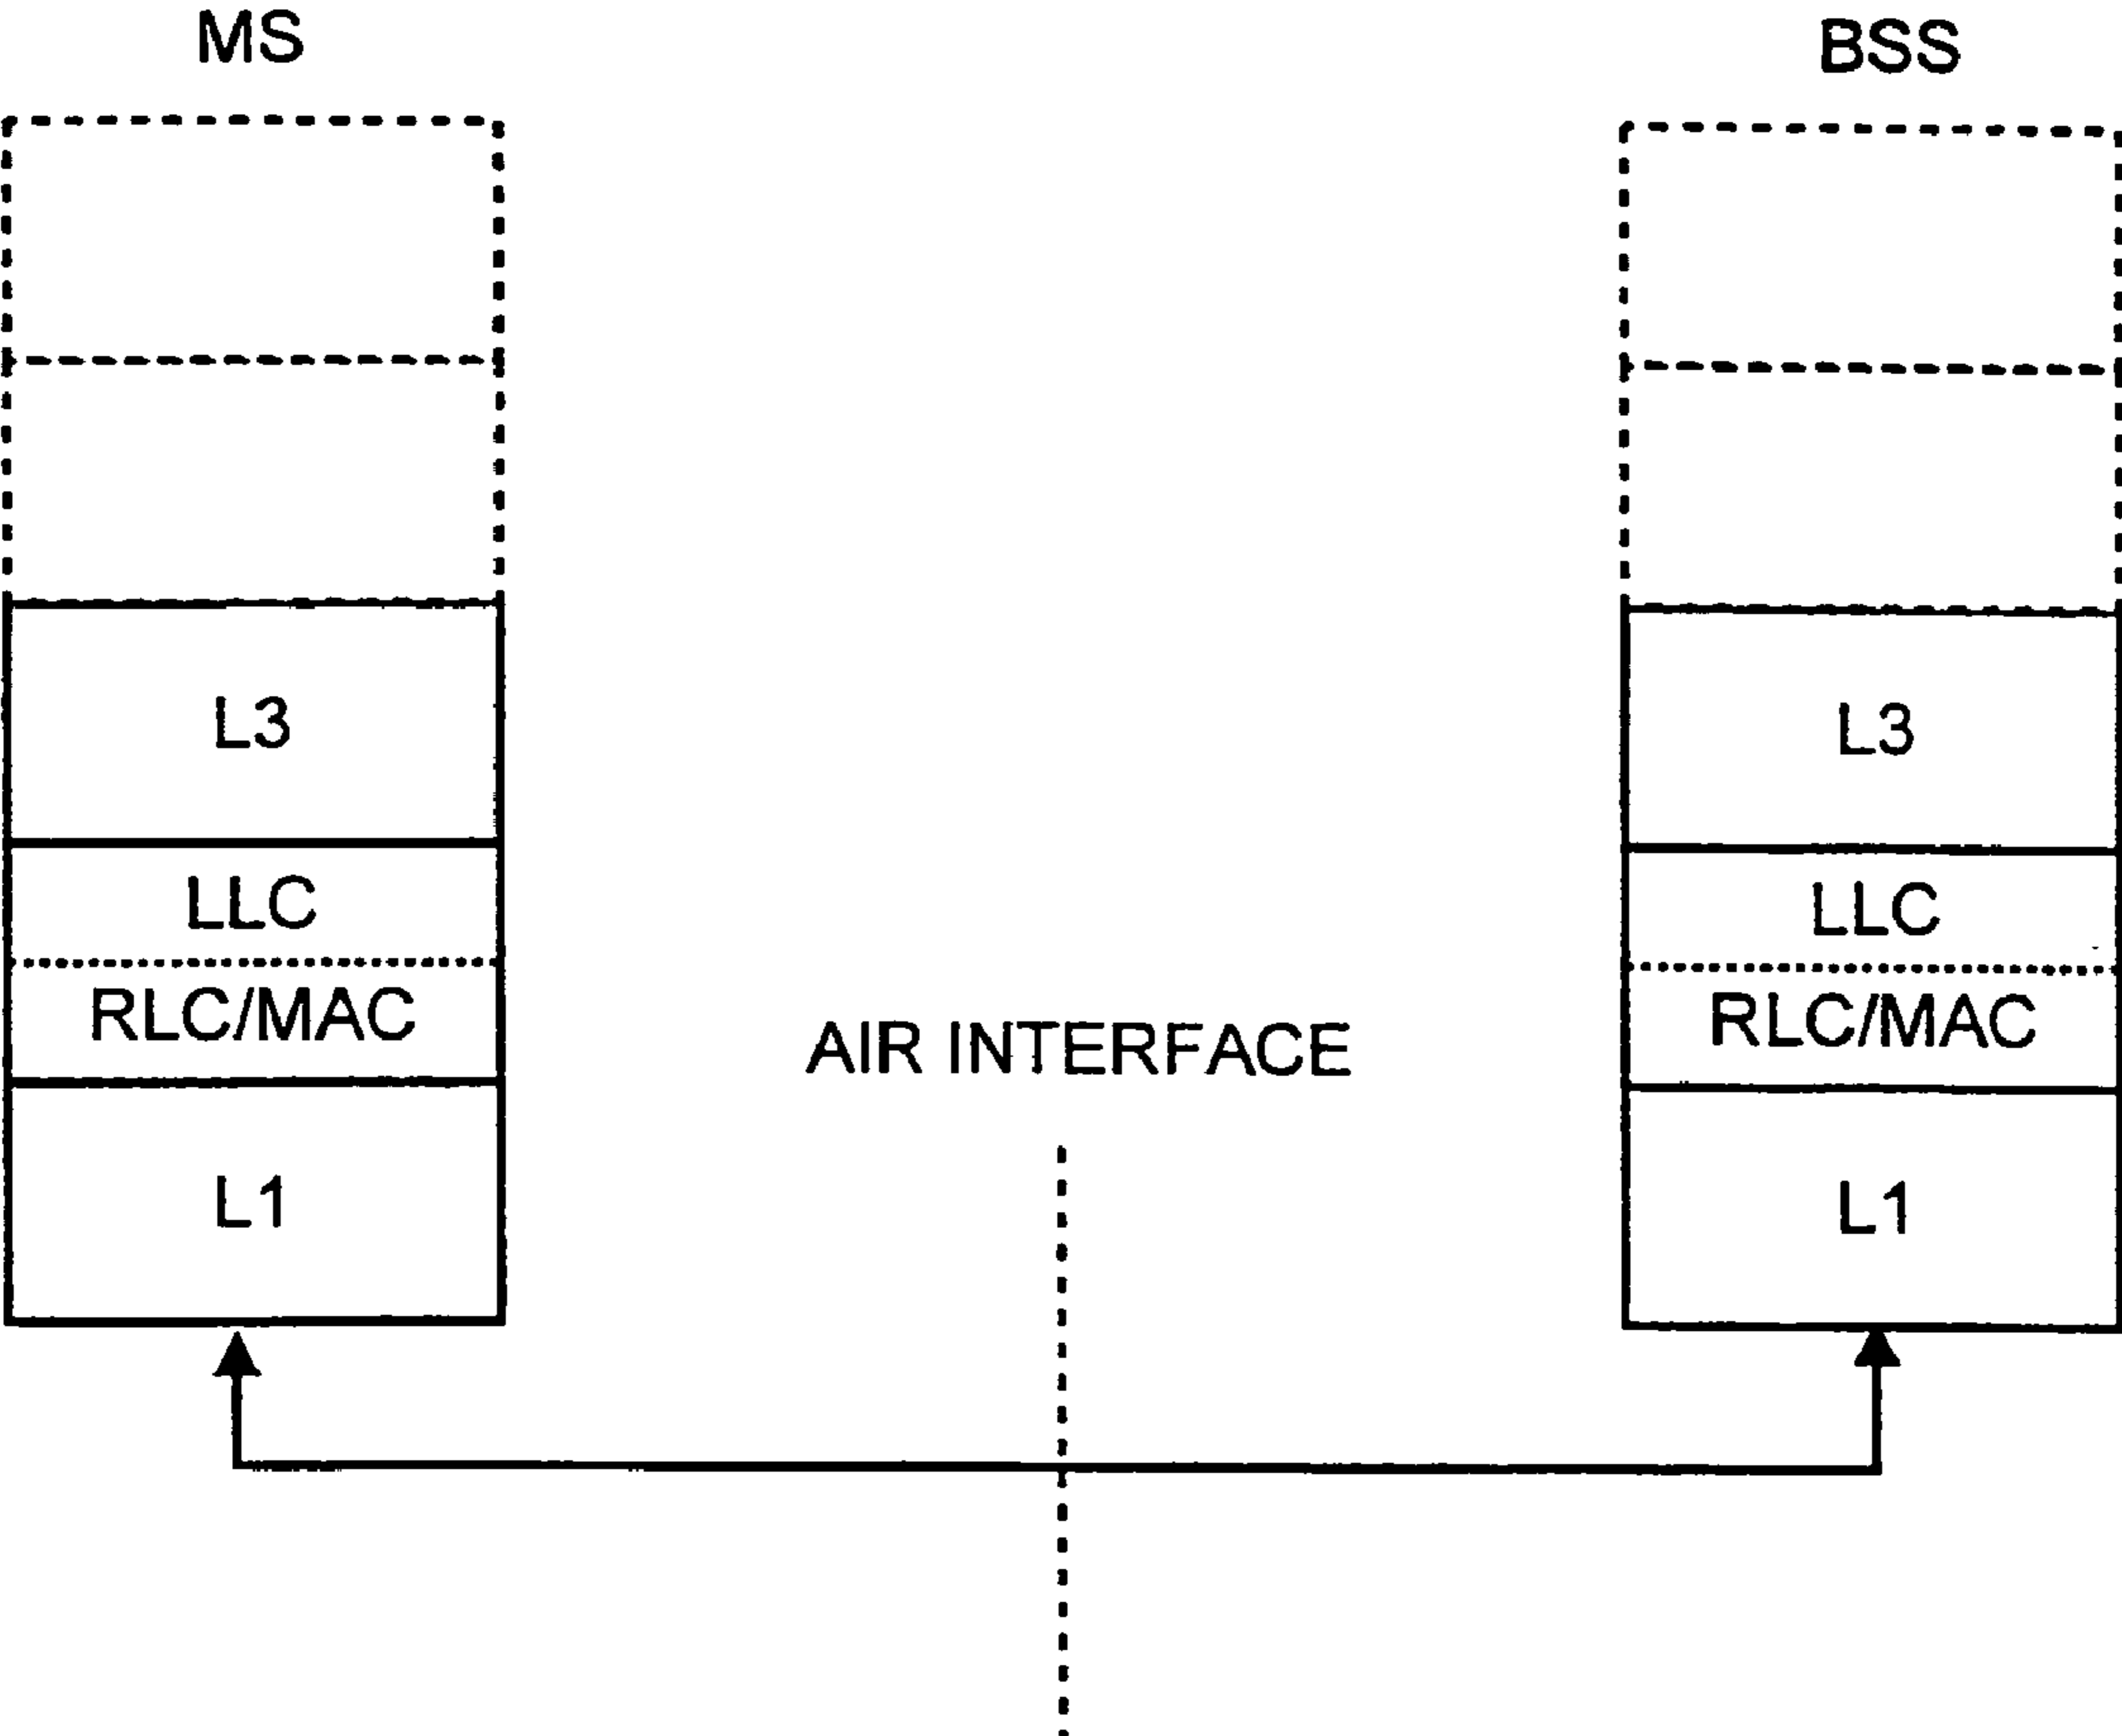 MS
BSS
L3
LLC
RLC/MAC
L1
AIR INTERFACE
L3
LLC
RLC/MAC
L1